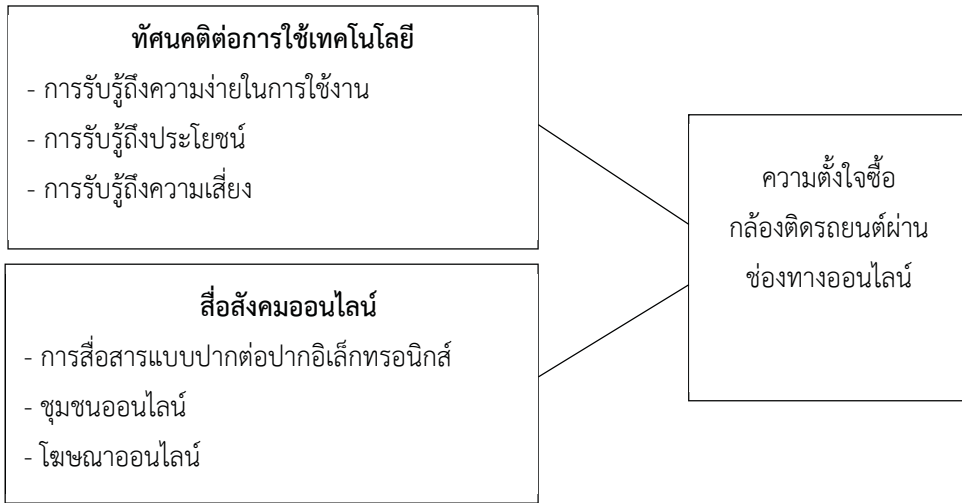 ทัศนคติต่อการใช้เทคโนโลยี
- การรับรู้ถึงความง่ายในการใช้งาน
- การรับรู้ถึงประโยชน์
- การรับรู้ถึงความเสี่ยง
สื่อสังคมออนไลน์
- การสื่อสารแบบปากต่อปากอิเล็กทรอนิกส์
- ชุมชนออนไลน์
- โฆษณาออนไลน์
ความตั้งใจซื้อ
กล้องติดรถยนต์ผ่าน
ช่องทางออนไลน์